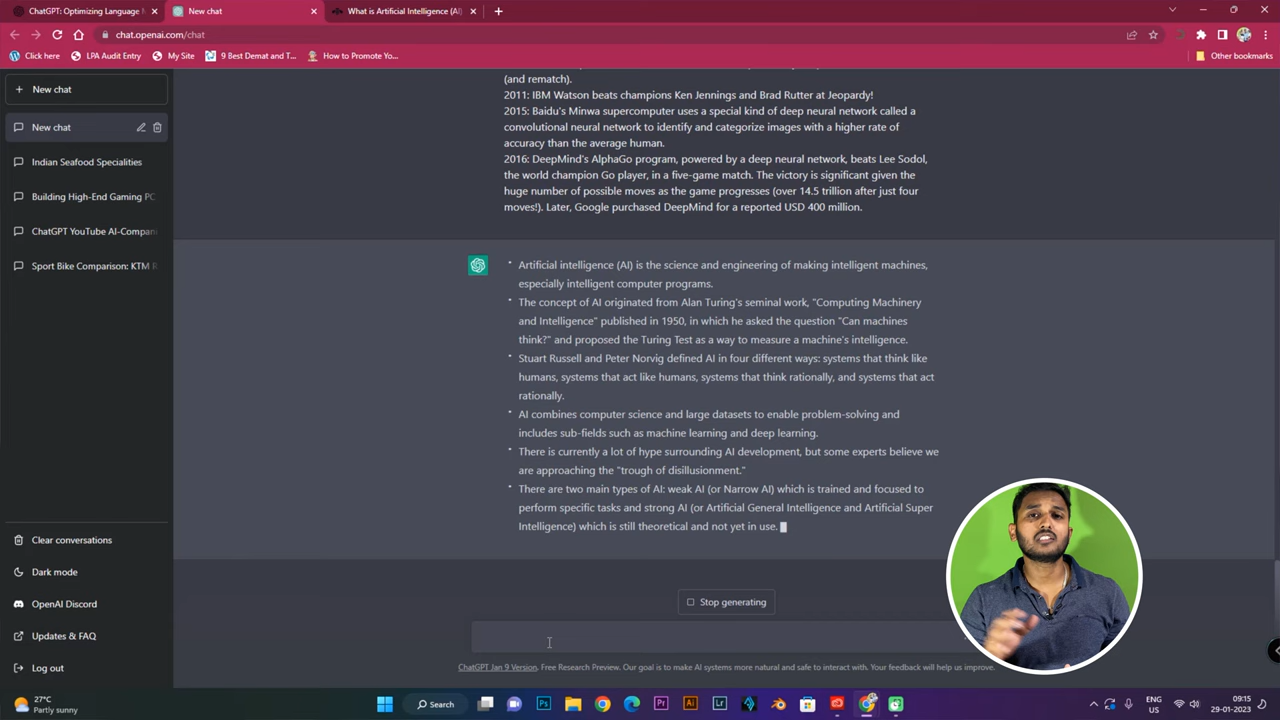 ChatGPT: Optimizing Language
New chat
What is Artificial Intelligence (AI)
chat.openai.com/chat
Click here
LPA Audit Entry
My Site
9 Best Demat and T...
How to Promote Yo...
Other bookmarks
New chat
New chat
Indian Seafood Specialities
Building High-End Gaming PC
ChatGPT YouTube AI-Compani
Sport Bike Comparison: KTM R
(and rematch).
2011: IBM Watson beats champions Ken Jennings and Brad Rutter at Jeopardy!
2015: Baidu's Minwa supercomputer uses a special kind of deep neural network called a
convolutional neural network to identify and categorize images with a higher rate of
accuracy than the average human.
2016: DeepMind's AlphaGo program, powered by a deep neural network, beats Lee Sodol,
the world champion Go player, in a five-game match. The victory is significant given the
huge number of possible moves as the game progresses (over 14.5 trillion after just four
moves!). Later, Google purchased DeepMind for a reported USD 400 million.
• Artificial intelligence (AI) is the science and engineering of making intelligent machines,
especially intelligent computer programs.
• The concept of AI originated from Alan Turing's seminal work, "Computing Machinery
and Intelligence" published in 1950, in which he asked the question "Can machines
think?" and proposed the Turing Test as a way to measure a machine's intelligence.
• Stuart Russell and Peter Norvig defined AI in four different ways: systems that think like
humans, systems that act like humans, systems that think rationally, and systems that act
rationally.
• AI combines computer science and large datasets to enable problem-solving and
includes sub-fields such as machine learning and deep learning.
• There is currently a lot of hype surrounding AI development, but some experts believe we
are approaching the "trough of disillusionment."
• There are two main types of AI: weak AI (or Narrow AI) which is trained and focused to
perform specific tasks and strong AI (or Artificial General Intelligence and Artificial Super
Intelligence) which is still theoretical and not yet in use.
Clear conversations
Dark mode
OpenAI Discord
Updates & FAQ
Log out
Stop generating
ChatGPT Jan 9 Version. Free Research Preview. Our goal is to make AI systems more natural and safe to interact with. Your feedback will help us improve.
27°C
Partly sunny
Search
Ps
Pr
Ai
Lr
ENG
US
09:15
29-01-2023